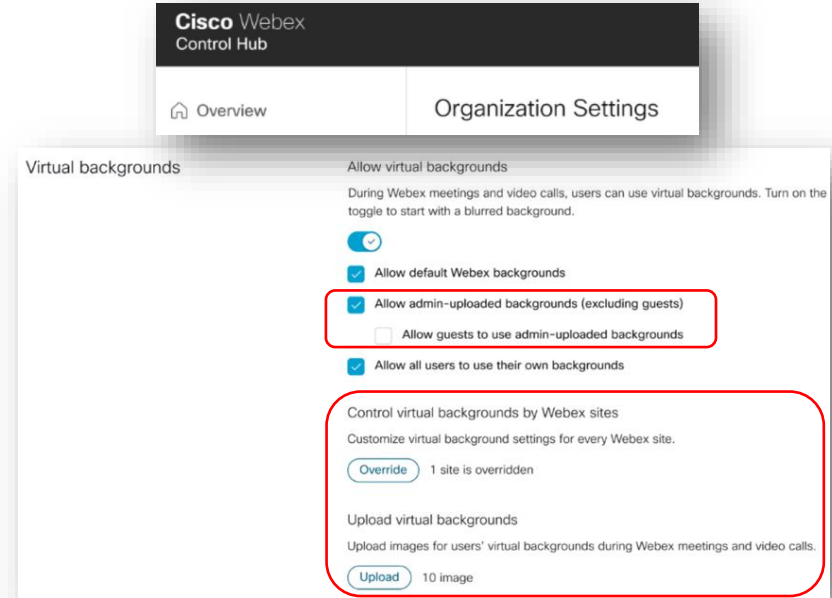 Cisco Webex
Control Hub
Overview
Organization Settings
Virtual backgrounds
Allow virtual backgrounds
During Webex meetings and video calls, users can use virtual backgrounds. Turn on the
toggle to start with a blurred background.
Allow default Webex backgrounds
Allow admin-uploaded backgrounds (excluding guests)
Allow guests to use admin-uploaded backgrounds
Allow all users to use their own backgrounds
Control virtual backgrounds by Webex sites
Customize virtual background settings for every Webex site.
Override 1 site is overridden
Upload virtual backgrounds
Upload images for users' virtual backgrounds during Webex meetings and video calls.
Upload 10 image